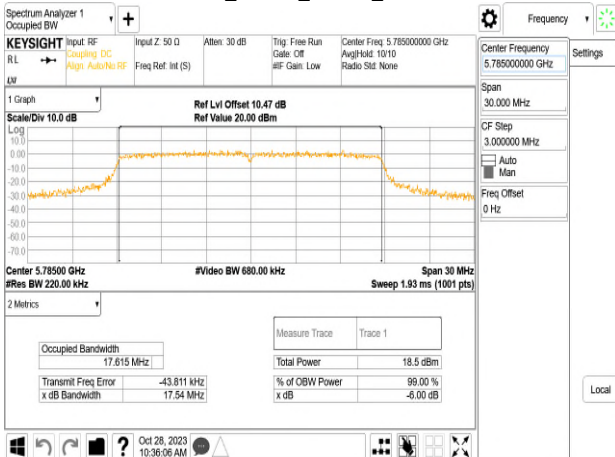 Spectrum Analyzer 1
Occupied BW
+
Frequency
KEYSIGHT
RL
Input: RF
Coupling: DC
Align: Auto/No RF
Input Z: 50 Ω
Freq Ref: Int (S)
Atten: 30 dB
Trig: Free Run
Gate: Off
#IF Gain: Low
Center Freq: 5.785000000 GHz
Avg|Hold: 10/10
Radio Std: None
Center Frequency
5.785000000 GHz
Settings
Span
30.000 MHz
CF Step
3.000000 MHz
Auto
Man
Freq Offset
0 Hz
1 Graph
Scale/Div 10.0 dB
Ref Lvl Offset 10.47 dB
Ref Value 20.00 dBm
Log
10.0
0.00
-10.0
-20.0
-30.0
-40.0
-50.0
-60.0
-70.0
Center 5.78500 GHz
#Video BW 680.00 kHz
Span 30 MHz
#Res BW 220.00 kHz
Sweep 1.93 ms (1001 pts)
2 Metrics
Measure Trace
Trace 1
Occupied Bandwidth
17.615 MHz
Total Power
18.5 dBm
Transmit Freq Error
-43.811 kHz
% of OBW Power
99.00 %
x dB Bandwidth
17.54 MHz
x dB
-6.00 dB
Local
?
Oct 28, 2023
10:36:06 AM